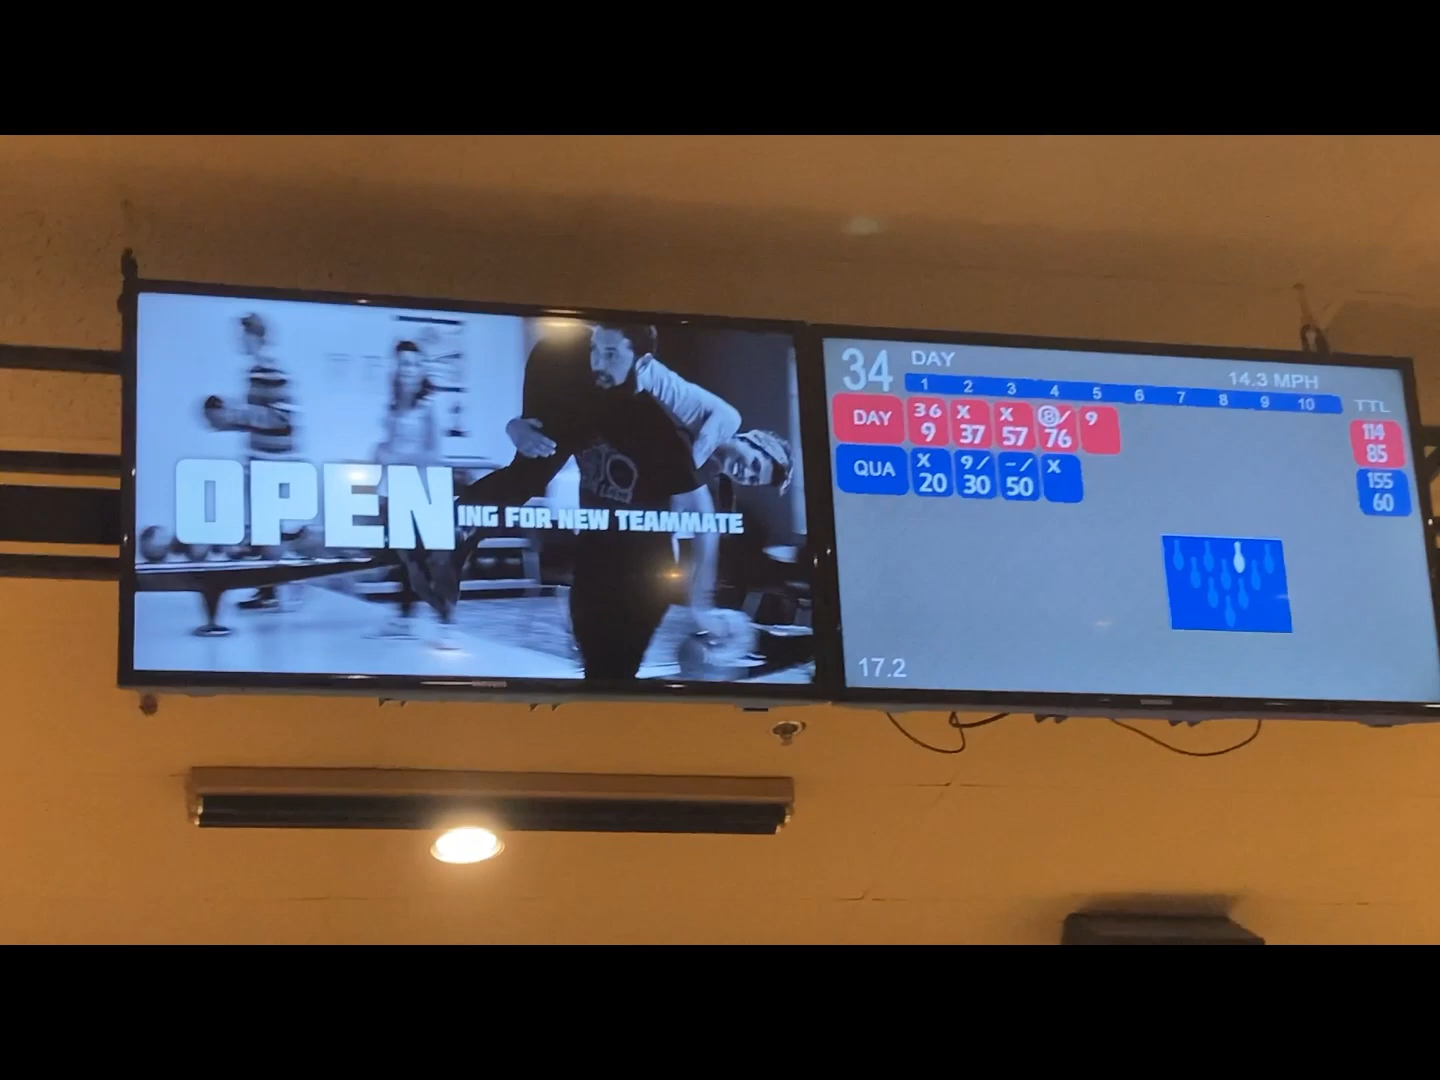 OPENING FOR NEW TEAMMATE
34 DAY 14.3 MPH
1 2 3 4 5 6 7 8 9 10 TTL
DAY 3 6 X X 8/ 9 114
9 37 57 76 85
QUA X 9/ -/ X 155
20 30 50 60
17.2